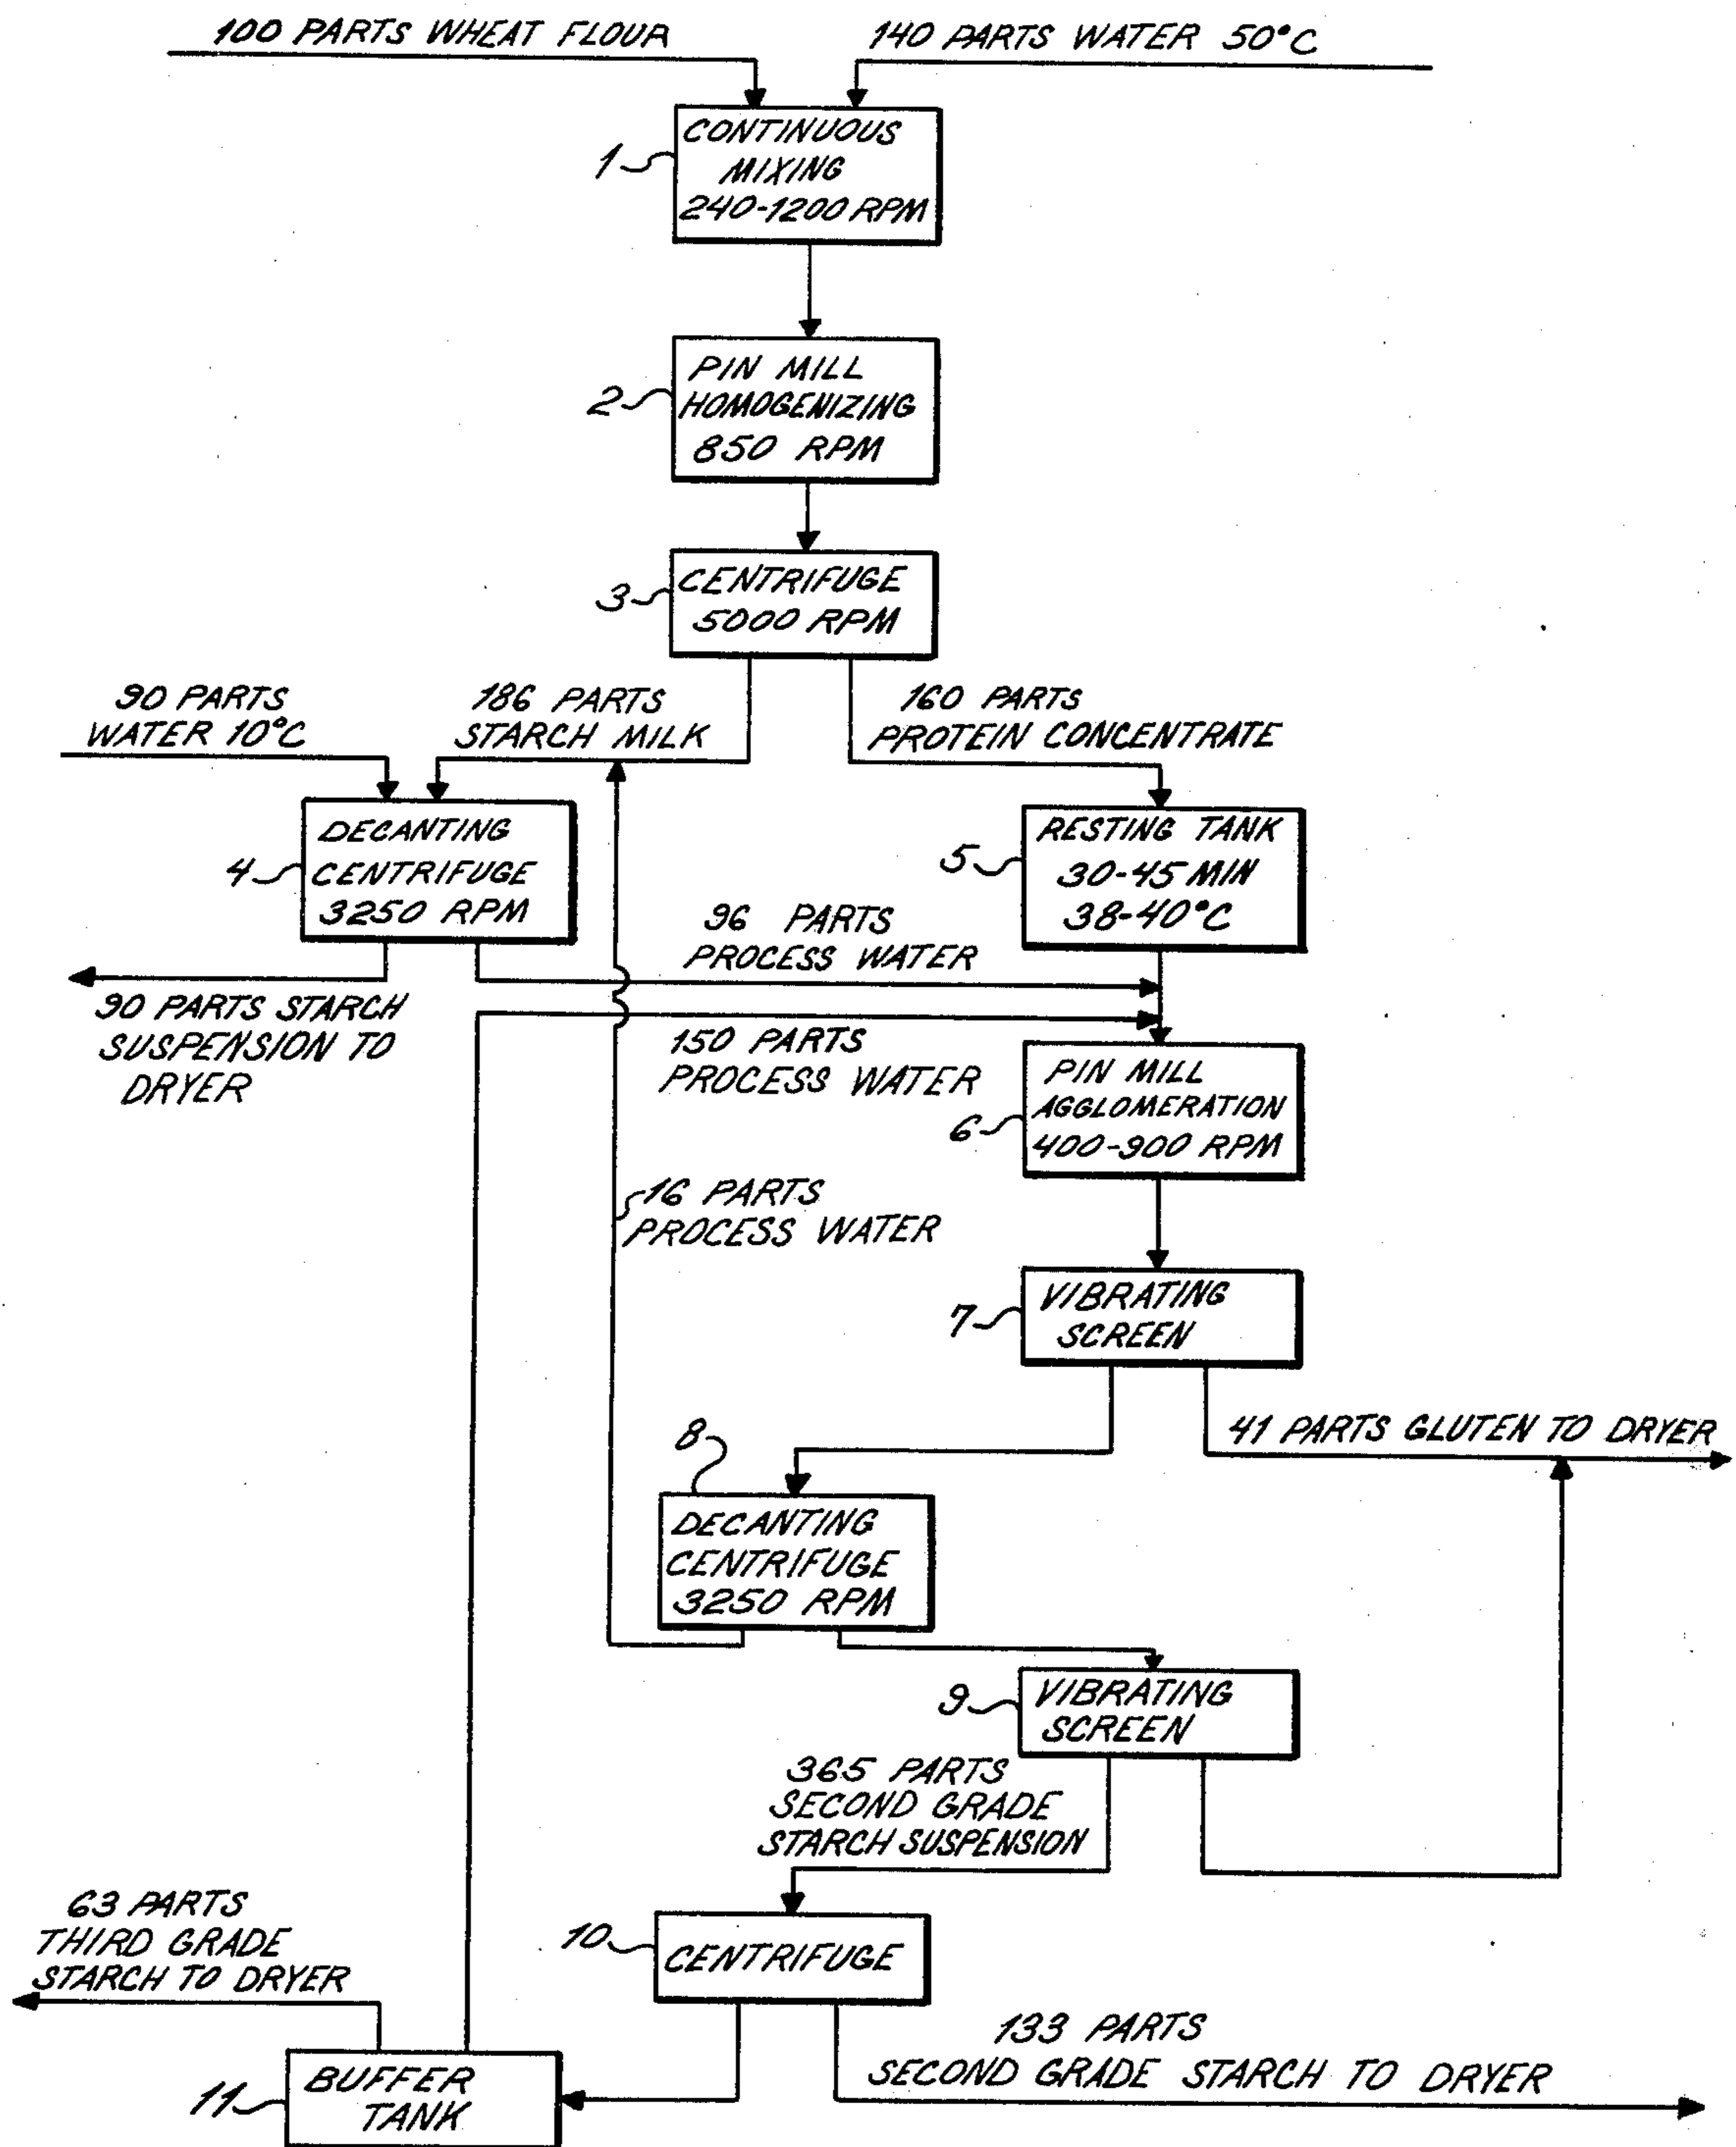 100 PARTS WHEAT FLOUR
140 PARTS WATER 50°C
1
CONTINUOUS
MIXING
240-1200 RPM
2
PIN MILL
HOMOGENIZING
850 RPM
3
CENTRIFUGE
5000 RPM
90 PARTS
WATER 10°C
186 PARTS
STARCH MILK
160 PARTS
PROTEIN CONCENTRATE
4
DECANTING
CENTRIFUGE
3250 RPM
5
RESTING TANK
30-45 MIN
38-40°C
96 PARTS
PROCESS WATER
90 PARTS STARCH
SUSPENSION TO
DRYER
150 PARTS
PROCESS WATER
6
PIN MILL
AGGLOMERATION
400-900 RPM
16 PARTS
PROCESS WATER
7
VIBRATING
SCREEN
41 PARTS GLUTEN TO DRYER
8
DECANTING
CENTRIFUGE
3250 RPM
9
VIBRATING
SCREEN
365 PARTS
SECOND GRADE
STARCH SUSPENSION
63 PARTS
THIRD GRADE
STARCH TO DRYER
10
CENTRIFUGE
133 PARTS
SECOND GRADE STARCH TO DRYER
11
BUFFER
TANK